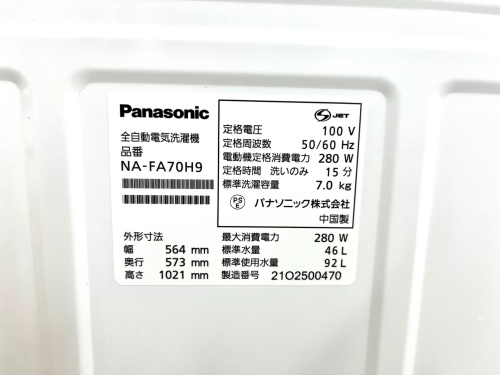 Panasonic
全自動電気洗濯機
品番
NA-FA70H9
外形寸法
幅 564 mm
奥行 573 mm
高さ 1021 mm
S JET
定格電圧 100 V
定格周波数 50/60 Hz
電動機定格消費電力 280 W
定格時間 洗いのみ 15 分
標準洗濯容量 7.0 kg
PSE パナソニック株式会社
中国製
最大消費電力 280 W
標準水量 46 L
標準使用水量 92 L
製造番号 21O2500470